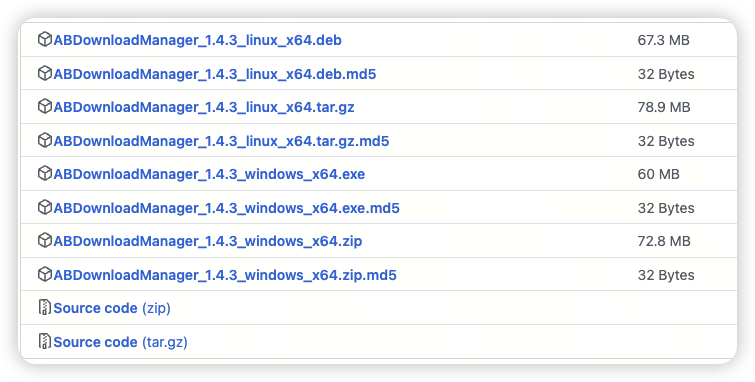 ABDownloadManager_1.4.3_linux_x64.deb 67.3 MB
ABDownloadManager_1.4.3_linux_x64.deb.md5 32 Bytes
ABDownloadManager_1.4.3_linux_x64.tar.gz 78.9 MB
ABDownloadManager_1.4.3_linux_x64.tar.gz.md5 32 Bytes
ABDownloadManager_1.4.3_windows_x64.exe 60 MB
ABDownloadManager_1.4.3_windows_x64.exe.md5 32 Bytes
ABDownloadManager_1.4.3_windows_x64.zip 72.8 MB
ABDownloadManager_1.4.3_windows_x64.zip.md5 32 Bytes
Source code (zip)
Source code (tar.gz)